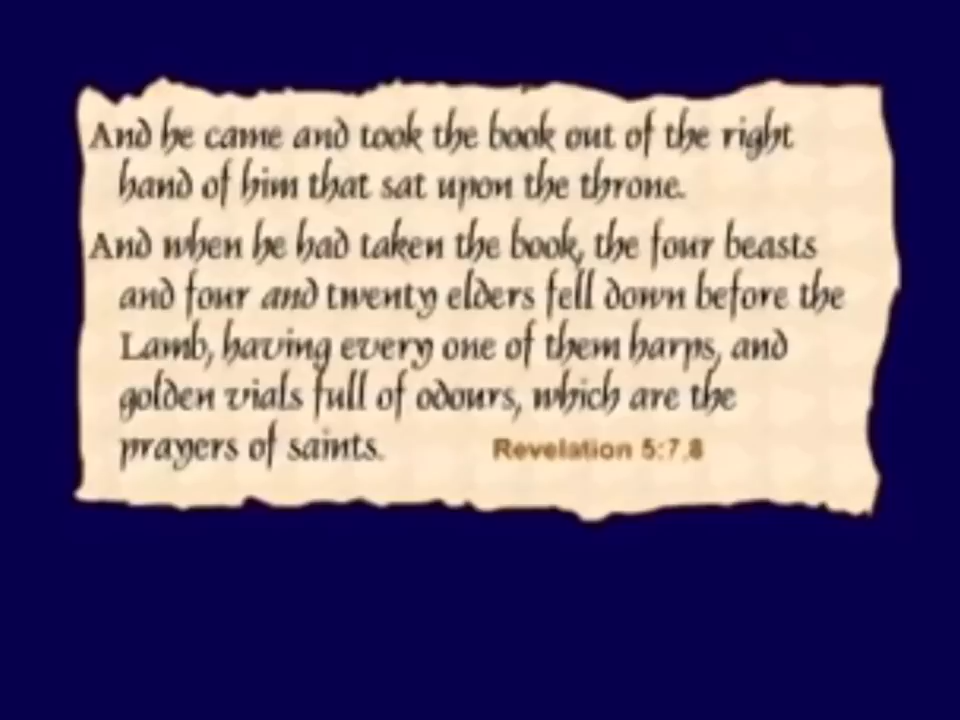 And he came and took the book out of the right
hand of him that sat upon the throne.
And when he had taken the book, the four beasts
and four and twenty elders fell down before the
Lamb, having every one of them harps, and
golden vials full of odours, which are the
prayers of saints. Revelation 5:7,8